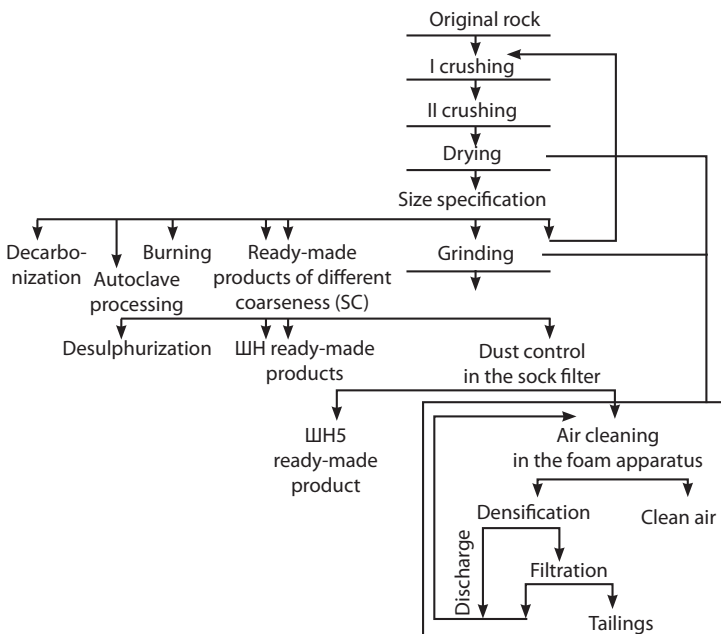 Original rock
I crushing
II crushing
Drying
Size specification
Decarbo-
nization
Autoclave
processing
Burning
Ready-made
products of different
coarseness (SC)
Grinding
Desulphurization
ШН ready-made
products
Dust control
in the sock filter
ШН5
ready-made
product
Air cleaning
in the foam apparatus
Densification
Clean air
Discharge
Filtration
Tailings